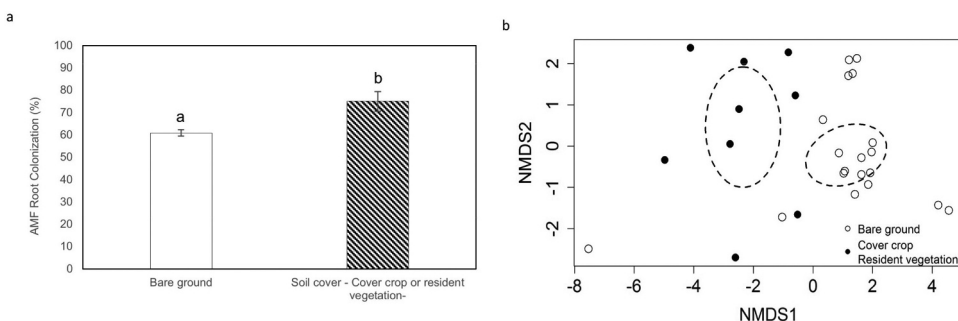 a
100
90
80
70
60
50
40
30
20
10
0
AMF Root Colonization (%)
a
b
Bare ground
Soil cover - Cover crop or resident
vegetation-
b
2
1
0
-1
-2
NMDS2
Bare ground
Cover crop
Resident vegetation
-8
-6
-4
-2
0
2
4
NMDS1